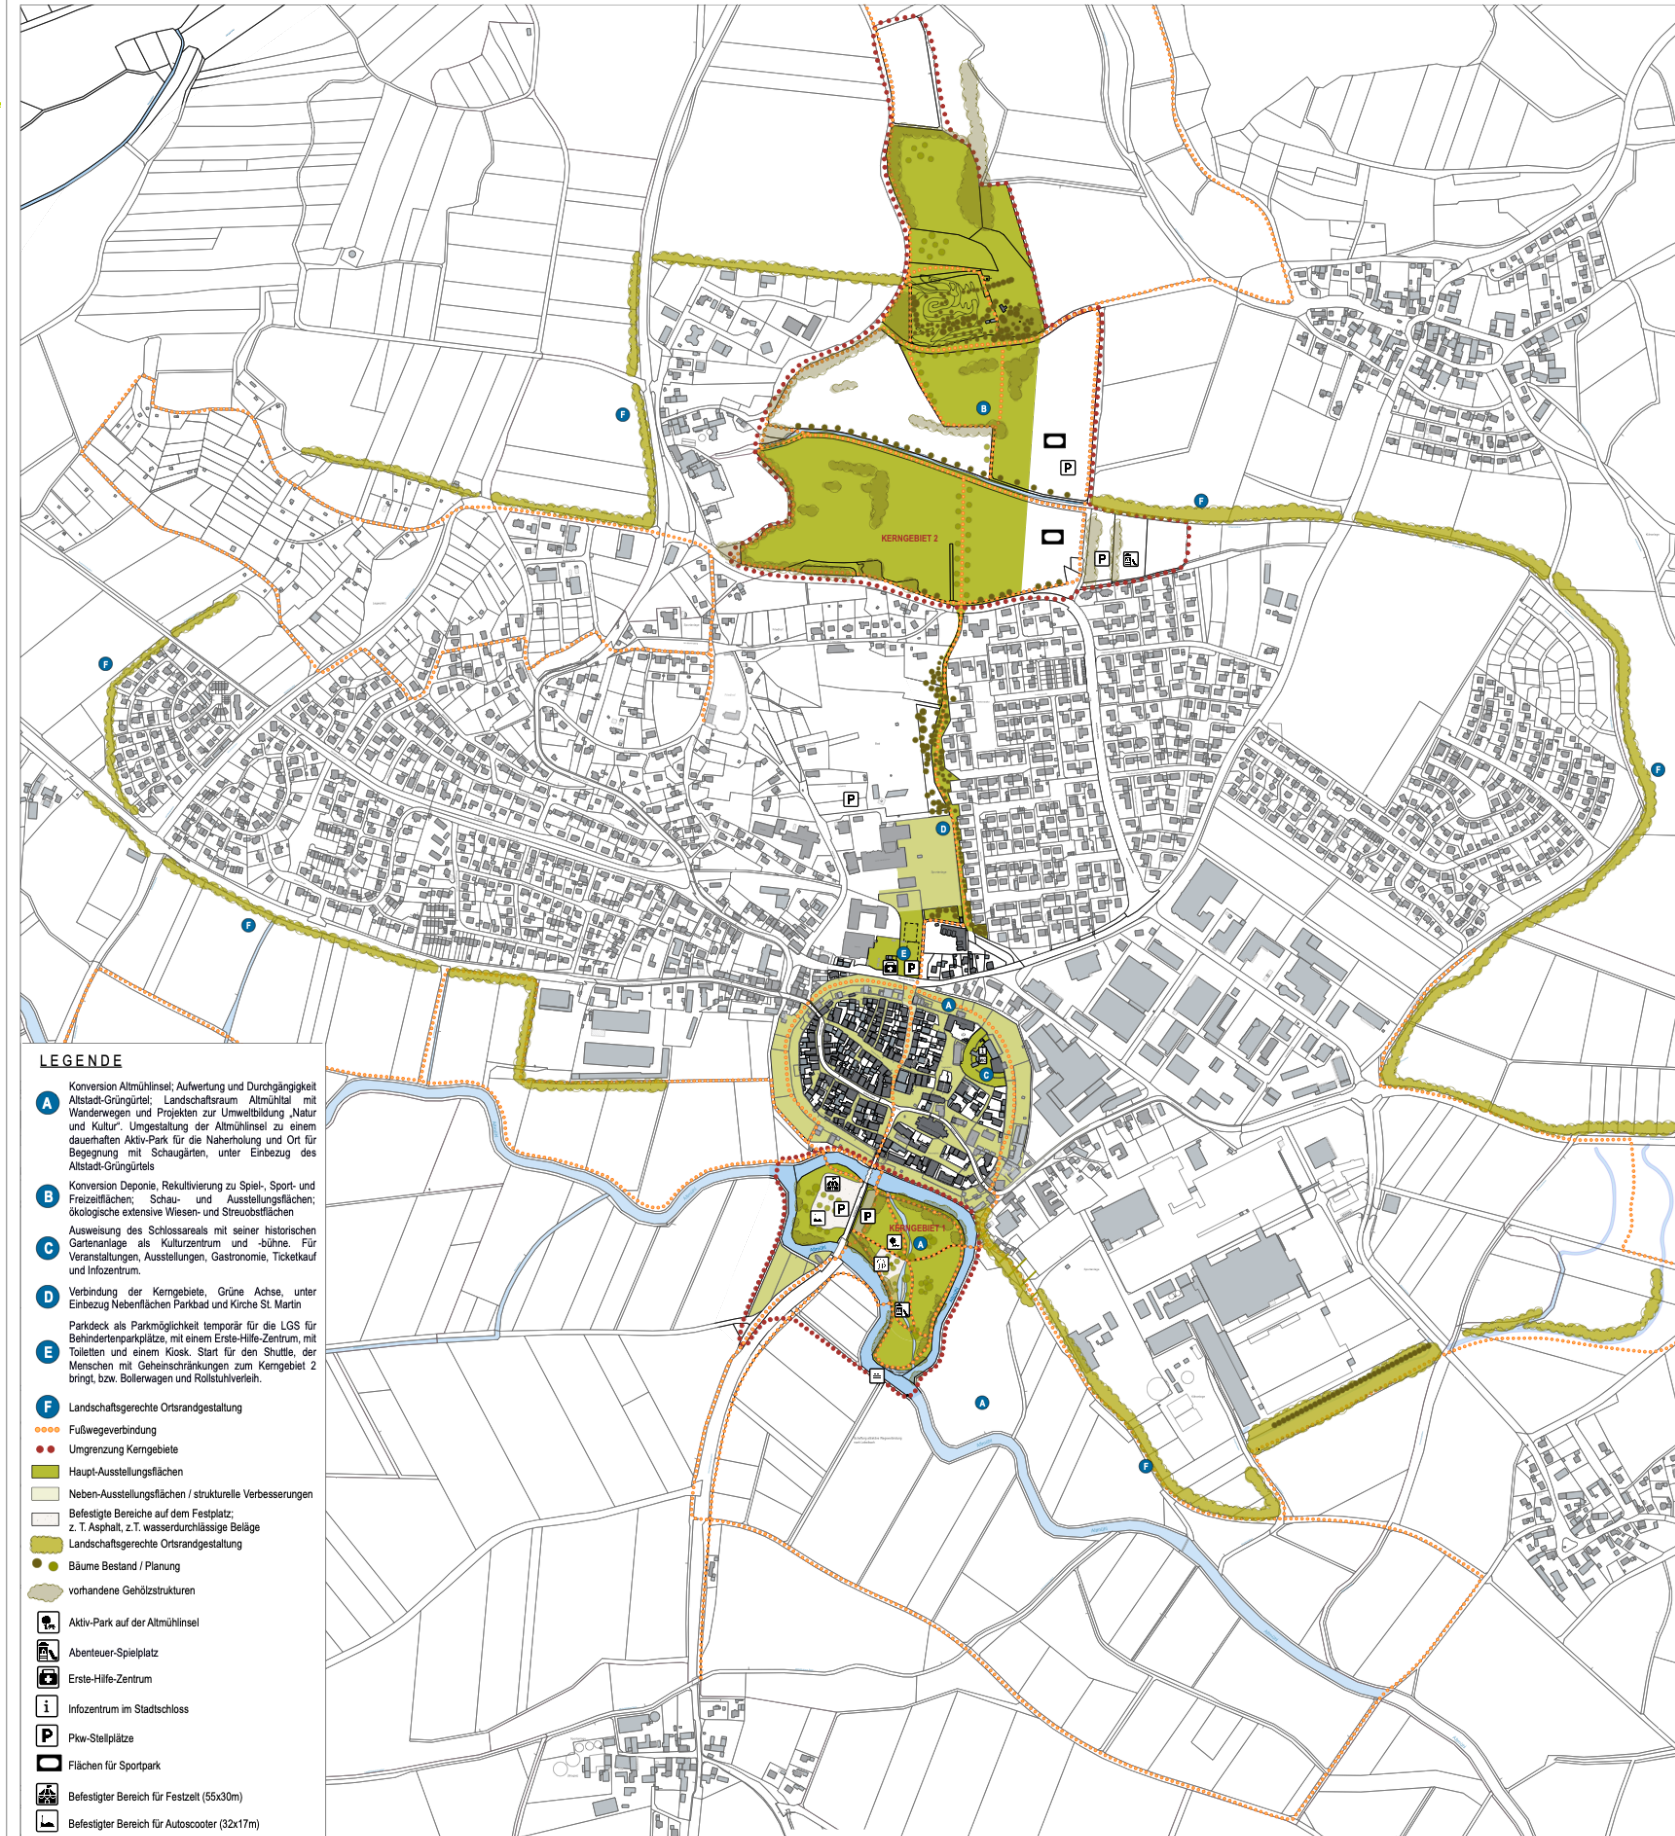 B
F
P
F
KERNGEBIET 2
P
F
F
P
D
F
E
P
A
C
KERNGEBIET 1
P
P
A
A
F
LEGENDE
A
Konversion Altmühlinsel; Aufwertung und Durchgängigkeit
Altstadt-Grüngürtel; Landschaftsraum Altmühltal mit
Wanderwegen und Projekten zur Umweltbildung „Natur
und Kultur“. Umgestaltung der Altmühlinsel zu einem
dauerhaften Aktiv-Park für die Naherholung und Ort für
Begegnung mit Schaugärten, unter Einbezug des
Altstadt-Grüngürtels
B
Konversion Deponie, Rekultivierung zu Spiel-, Sport- und
Freizeitflächen; Schau- und Ausstellungsflächen;
ökologische extensive Wiesen- und Streuobstflächen
C
Ausweisung des Schlossareals mit seiner historischen
Gartenanlage als Kulturzentrum und -bühne. Für
Veranstaltungen, Ausstellungen, Gastronomie, Ticketkauf
und Infozentrum.
D
Verbindung der Kerngebiete, Grüne Achse, unter
Einbezug Nebenflächen Parkbad und Kirche St. Martin
E
Parkdeck als Parkmöglichkeit temporär für die LGS für
Behindertenparkplätze, mit einem Erste-Hilfe-Zentrum, mit
Toiletten und einem Kiosk. Start für den Shuttle, der
Menschen mit Geheinschränkungen zum Kerngebiet 2
bringt, bzw. Bollerwagen und Rollstuhlverleih.
F
Landschaftsgerechte Ortsrandgestaltung
Fußwegeverbindung
Umgrenzung Kerngebiete
Haupt-Ausstellungsflächen
Neben-Ausstellungsflächen / strukturelle Verbesserungen
Befestigte Bereiche auf dem Festplatz;
z. T. Asphalt, z.T. wasserdurchlässige Beläge
Landschaftsgerechte Ortsrandgestaltung
Bäume Bestand / Planung
vorhandene Gehölzstrukturen
Aktiv-Park auf der Altmühlinsel
Abenteuer-Spielplatz
Erste-Hilfe-Zentrum
i
Infozentrum im Stadtschloss
P
Pkw-Stellplätze
Flächen für Sportpark
Befestigter Bereich für Festzelt (55x30m)
Befestigter Bereich für Autoscooter (32x17m)